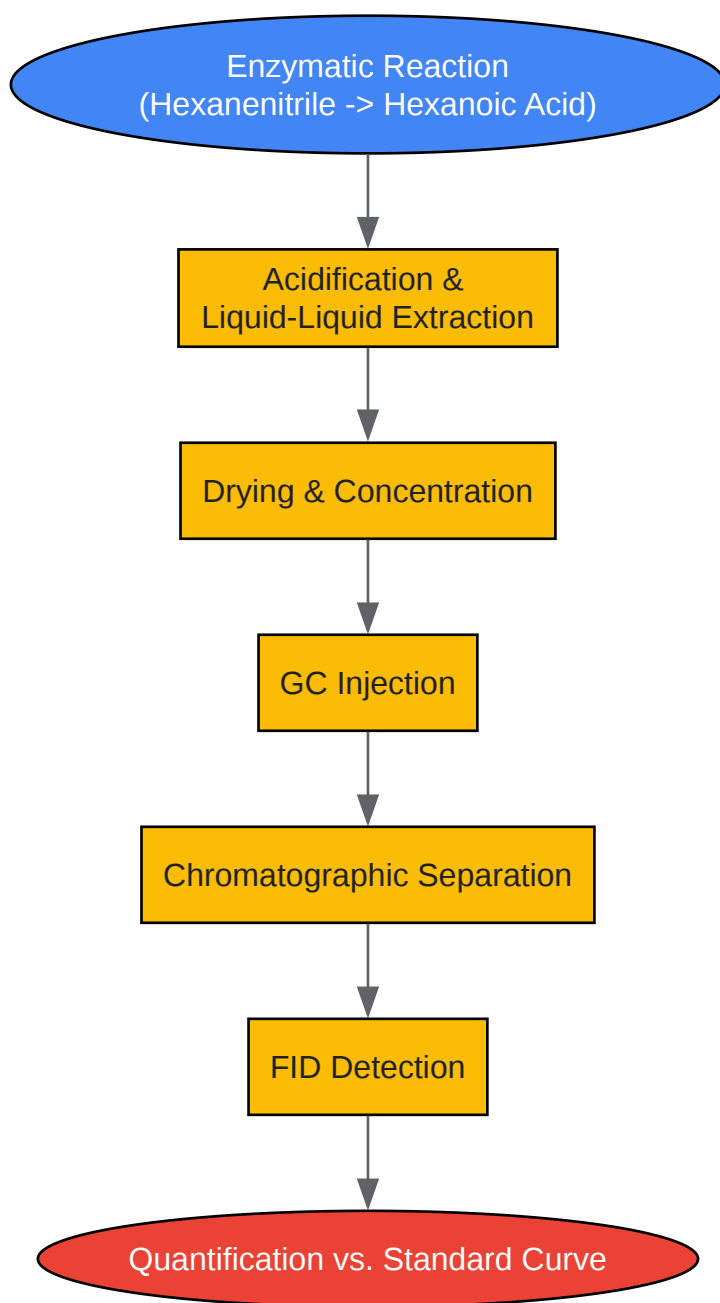 Enzymatic Reaction
(Hexanenitrile -> Hexanoic Acid)
Acidification &
Liquid-Liquid Extraction
Drying & Concentration
GC Injection
Chromatographic Separation
FID Detection
Quantification vs. Standard Curve